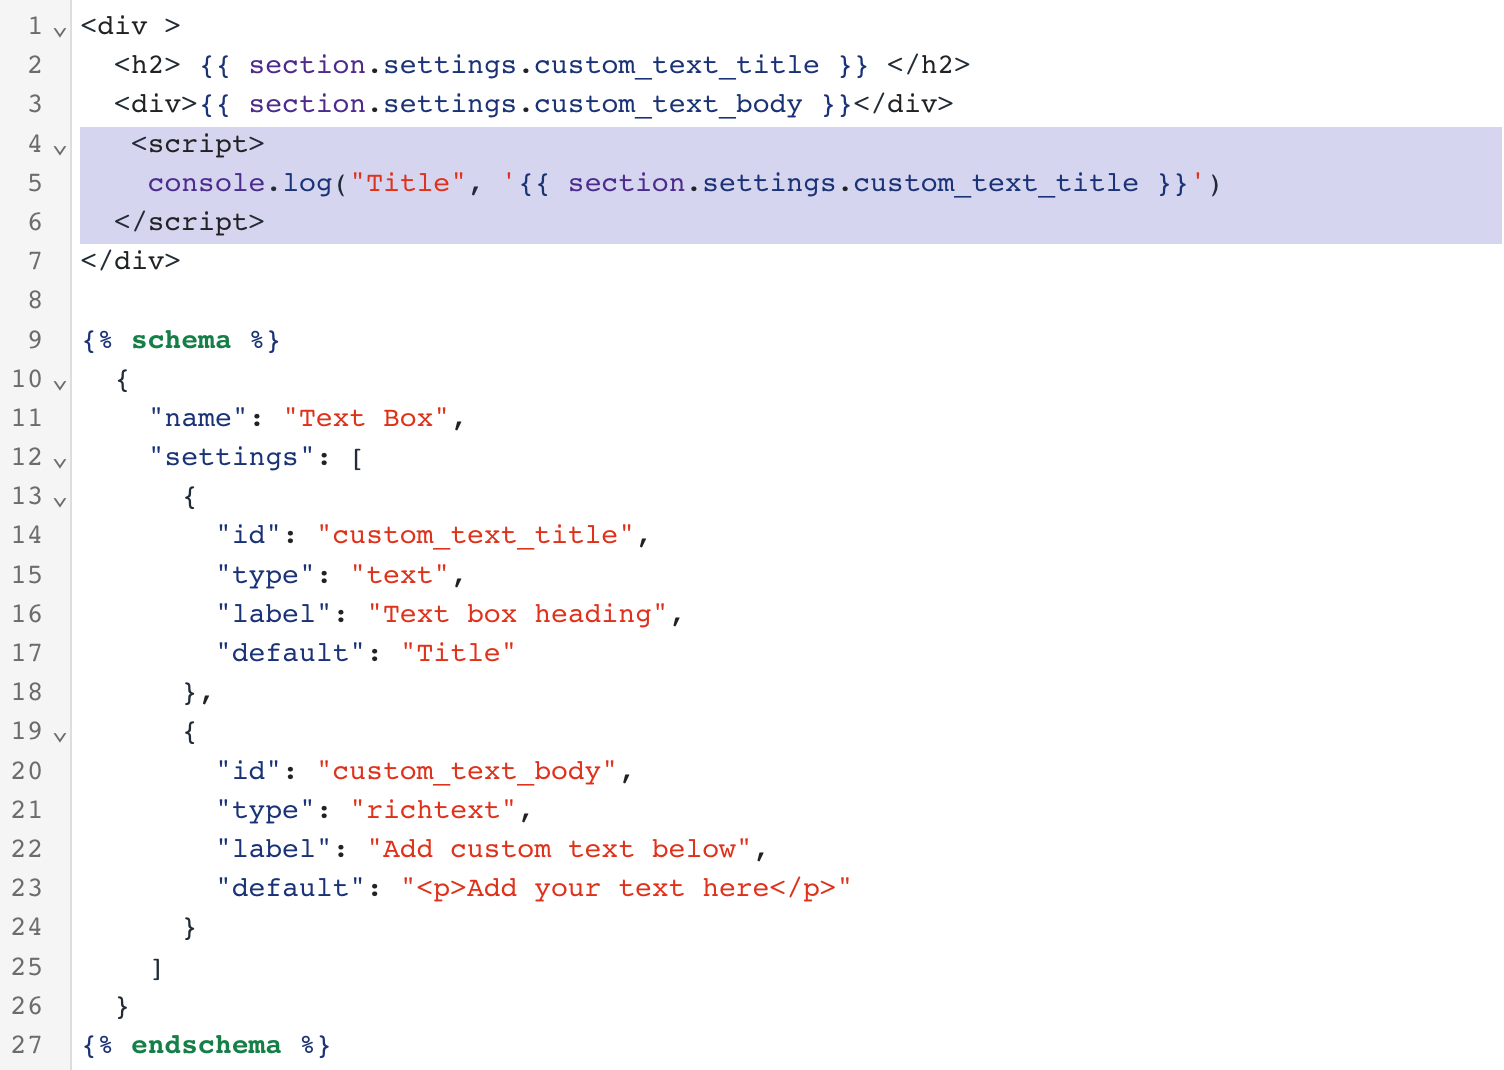 1 <div >
2 <h2> {{ section.settings.custom_text_title }} </h2>
3 <div>{{ section.settings.custom_text_body }}</div>
4 <script>
5 console.log("Title", '{{ section.settings.custom_text_title }}')
6 </script>
7 </div>
8
9 {% schema %}
10 {
11 "name": "Text Box",
12 "settings": [
13 {
14 "id": "custom_text_title",
15 "type": "text",
16 "label": "Text box heading",
17 "default": "Title"
18 },
19 {
20 "id": "custom_text_body",
21 "type": "richtext",
22 "label": "Add custom text below",
23 "default": "<p>Add your text here</p>"
24 }
25 ]
26 }
27 {% endschema %}